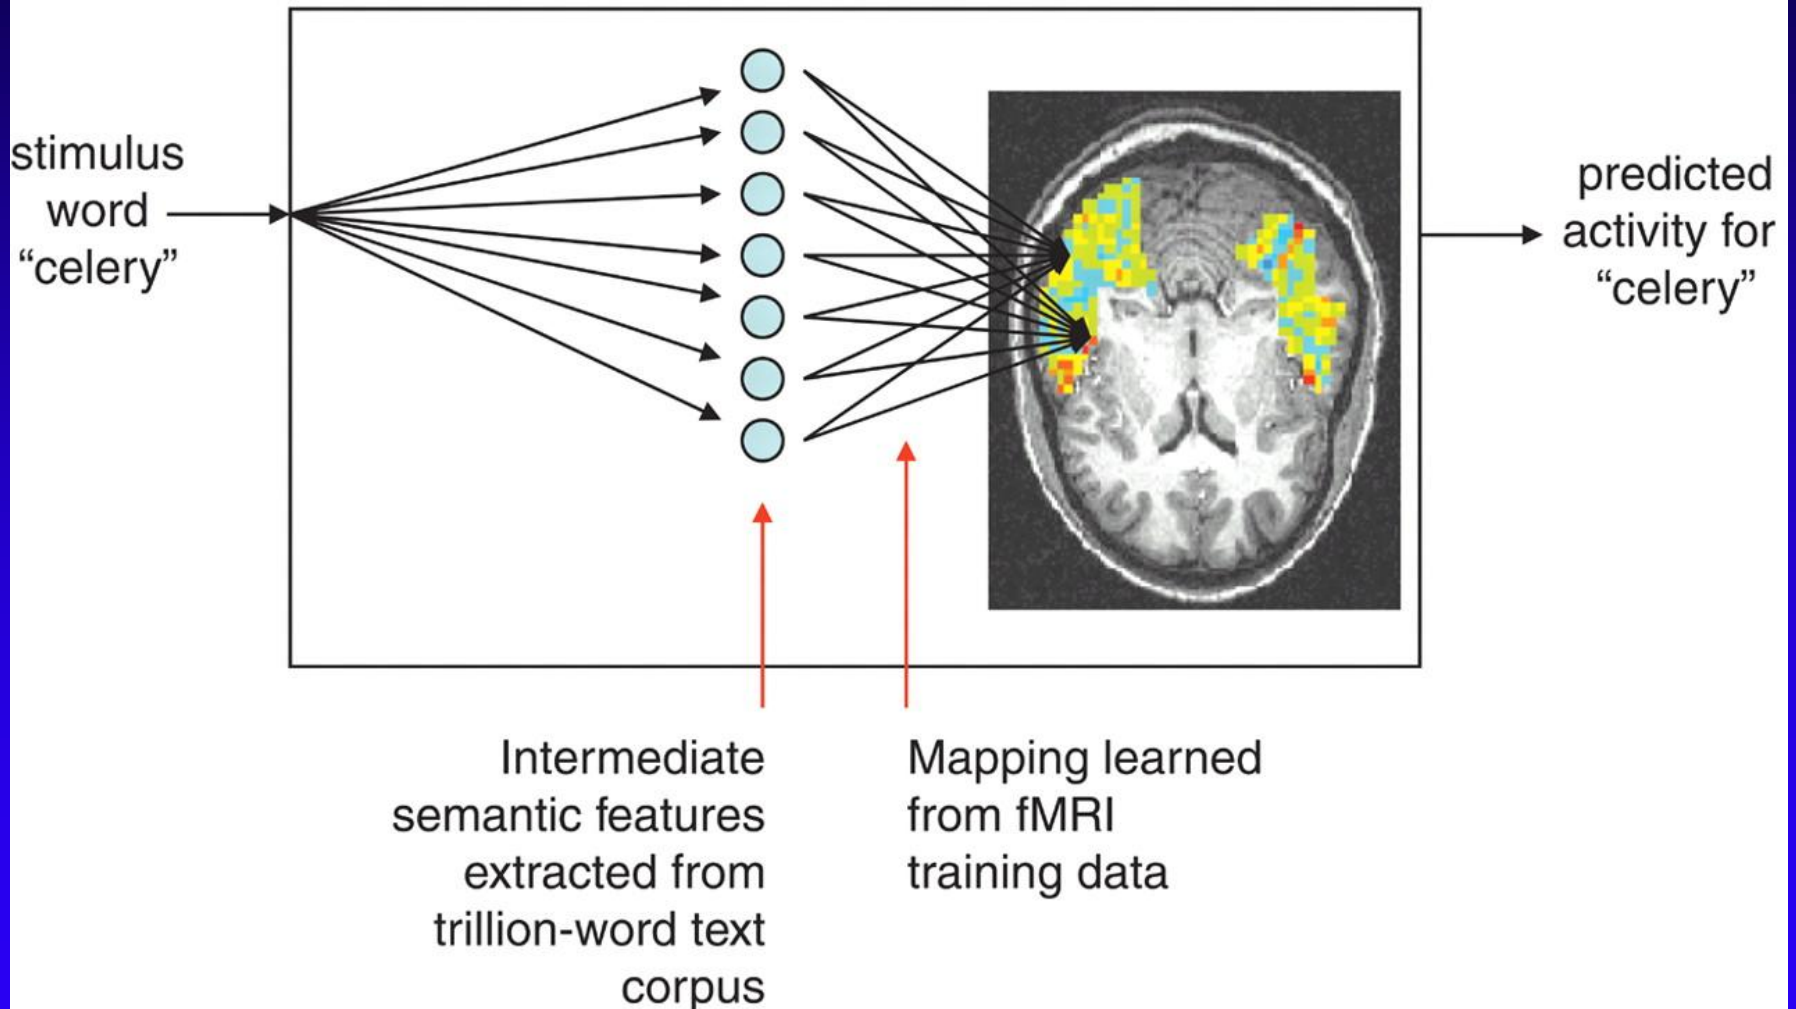 stimulus
word
“celery”
predicted
activity for
“celery”
Intermediate
semantic features
extracted from
trillion-word text
corpus
Mapping learned
from fMRI
training data